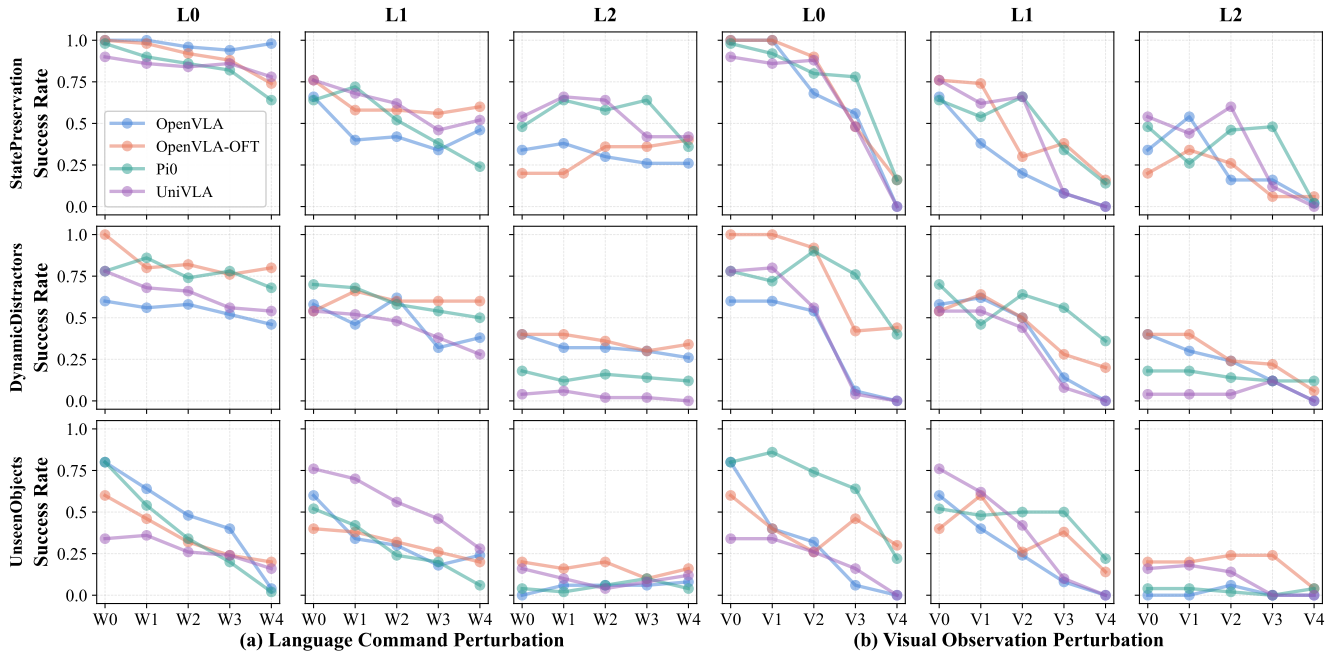 L0 L1 L2 L0 L1 L2
StatePreservation
Success Rate
1.0
0.75
0.5
0.25
0.0
OpenVLA
OpenVLA-OFT
Pi0
UniVLA
DynamicDistractors
Success Rate
1.0
0.75
0.5
0.25
0.0
UnseenObjects
Success Rate
1.0
0.75
0.5
0.25
0.0
W0 W1 W2 W3 W4 W0 W1 W2 W3 W4 W0 W1 W2 W3 W4 V0 V1 V2 V3 V4 V0 V1 V2 V3 V4 V0 V1 V2 V3 V4
(a) Language Command Perturbation (b) Visual Observation Perturbation